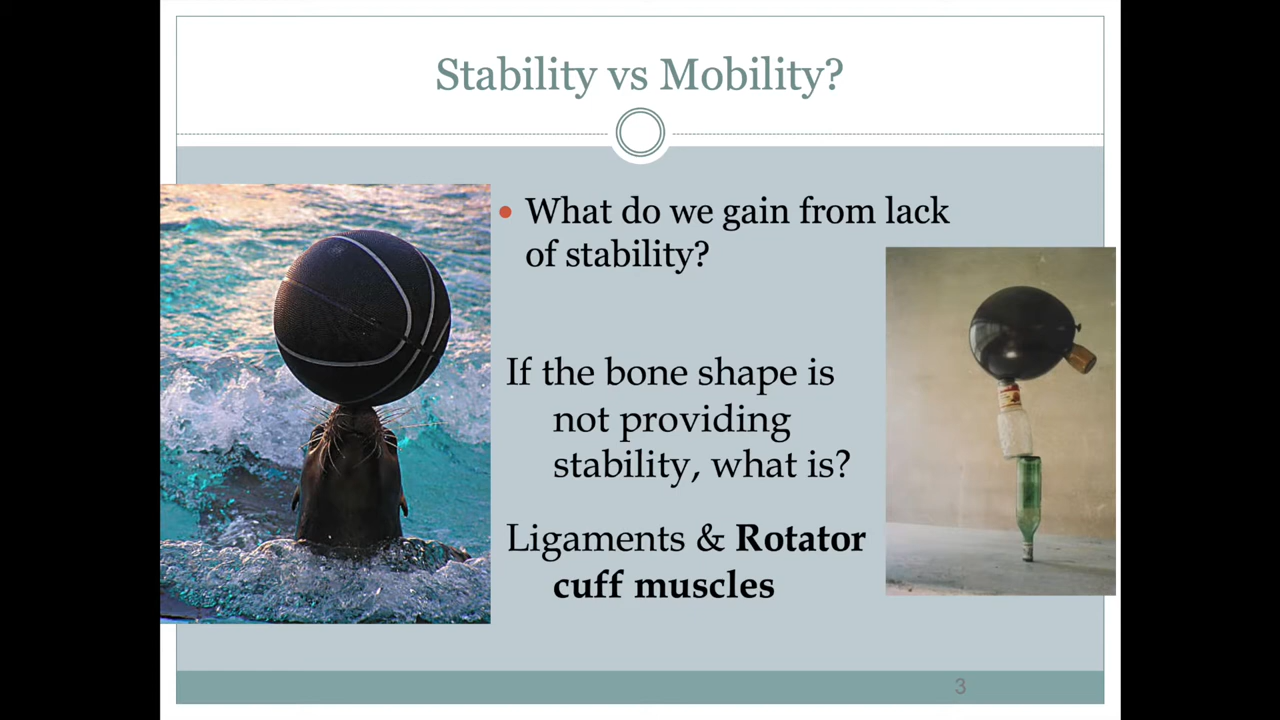 Stability vs Mobility?
What do we gain from lack
of stability?
If the bone shape is
not providing
stability, what is?
Ligaments & Rotator
cuff muscles
3